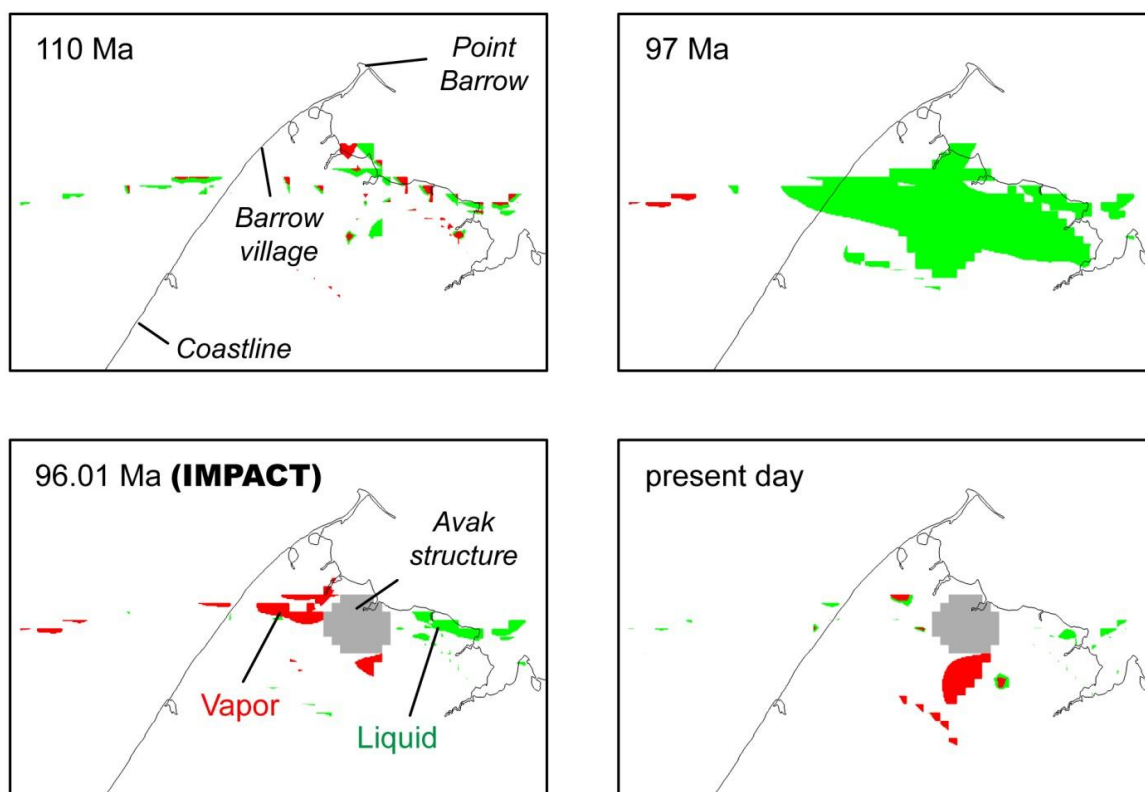 110 Ma
Point
Barrow
Barrow
village
Coastline
97 Ma
96.01 Ma (IMPACT)
Avak
structure
Vapor
Liquid
present day